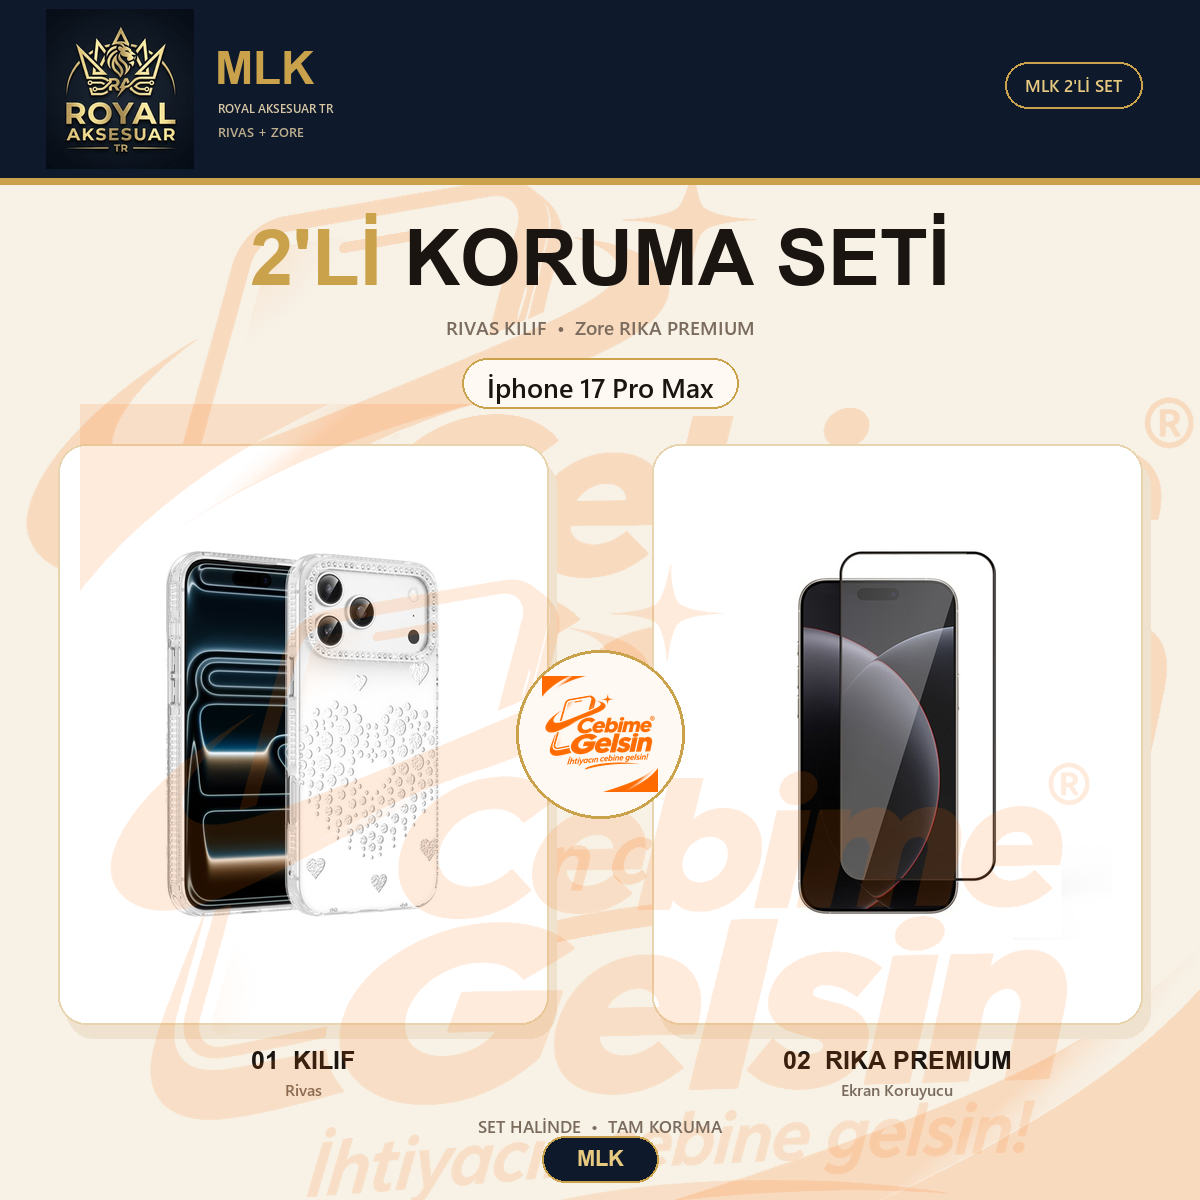 ROYAL
AKSESUAR
TR
MLK
ROYAL AKSESUAR TR
RIVAS + ZORE
MLK 2'Lİ SET
2'Lİ KORUMA SETİ
RIVAS KILIF • Zore RIKA PREMIUM
İphone 17 Pro Max
Cebime®
Gelsin
İhtiyacın cebine gelsin!
Cebime®
Gelsin
İhtiyacın cebine gelsin!
01 KILIF
Rivas
02 RIKA PREMIUM
Ekran Koruyucu
SET HALİNDE • TAM KORUMA
MLK